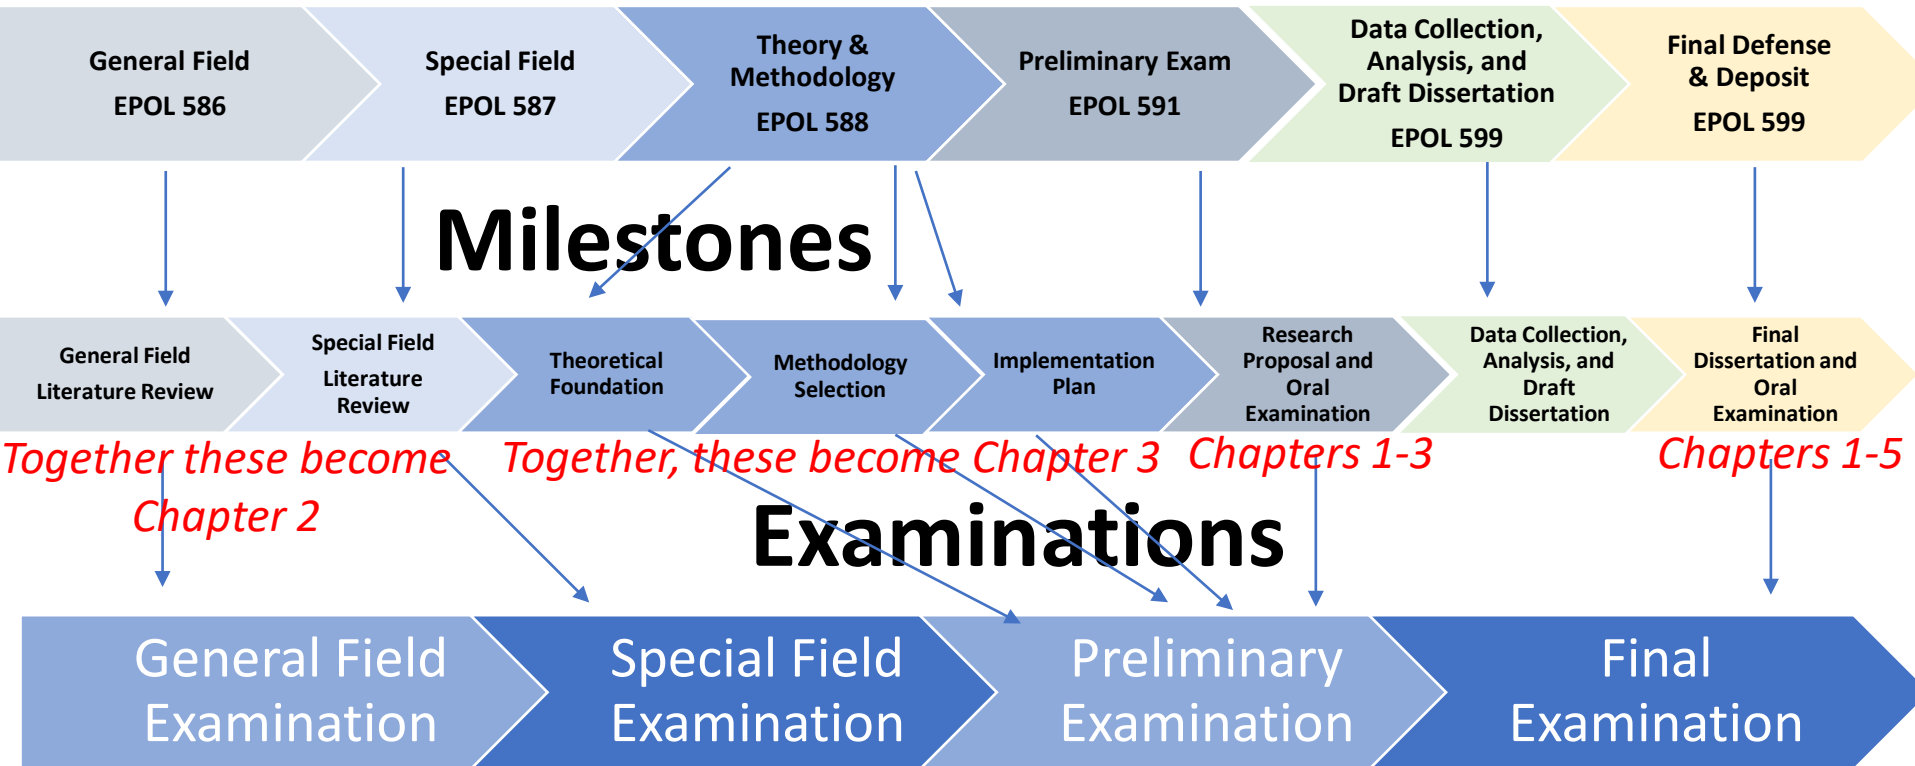 General Field
EPOL 586
Special Field
EPOL 587
Theory &
Methodology
EPOL 588
Preliminary Exam
EPOL 591
Data Collection,
Analysis, and
Draft Dissertation
EPOL 599
Final Defense
& Deposit
EPOL 599
Milestones
General Field
Literature Review
Special Field
Literature
Review
Theoretical
Foundation
Methodology
Selection
Implementation
Plan
Research
Proposal and
Oral
Examination
Data Collection,
Analysis, and
Draft
Dissertation
Final
Dissertation and
Oral
Examination
Together these become
Chapter 2
Together, these become Chapter 3
Chapters 1-3
Chapters 1-5
Examinations
General Field
Examination
Special Field
Examination
Preliminary
Examination
Final
Examination